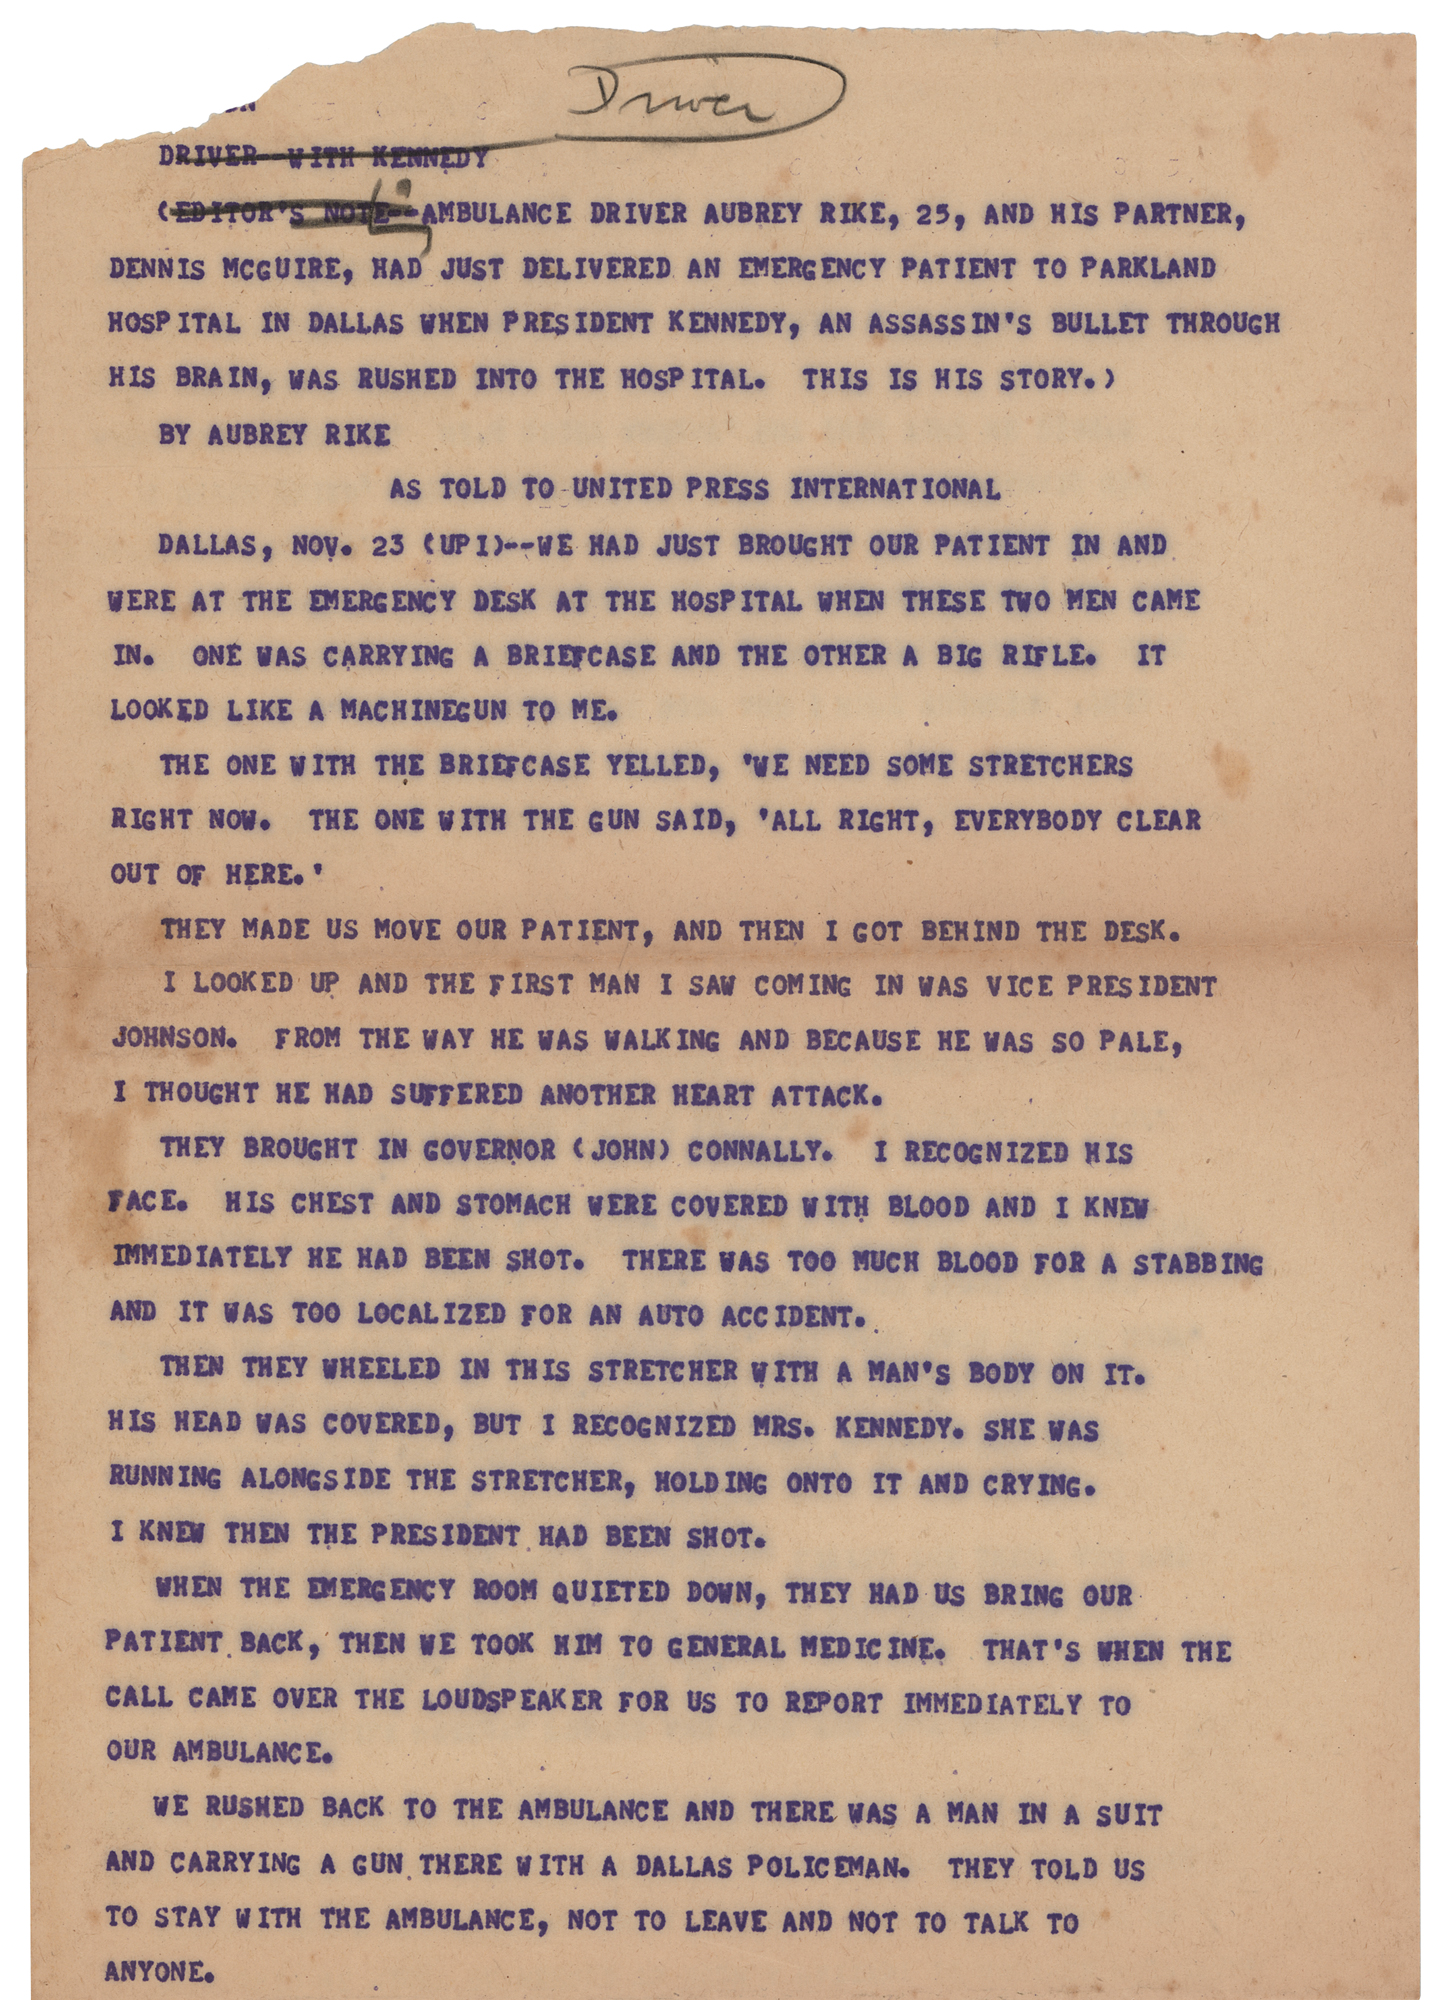 Driver
DRIVER--WITH KENNEDY
(EDITOR'S NOTE--AMBULANCE DRIVER AUBREY RIKE, 25, AND HIS PARTNER,
DENNIS MCGUIRE, HAD JUST DELIVERED AN EMERGENCY PATIENT TO PARKLAND
HOSPITAL IN DALLAS WHEN PRESIDENT KENNEDY, AN ASSASSIN'S BULLET THROUGH
HIS BRAIN, WAS RUSHED INTO THE HOSPITAL.  THIS IS HIS STORY.)
BY AUBREY RIKE
AS TOLD TO UNITED PRESS INTERNATIONAL
DALLAS, NOV. 23 (UPI)--WE HAD JUST BROUGHT OUR PATIENT IN AND
WERE AT THE EMERGENCY DESK AT THE HOSPITAL WHEN THESE TWO MEN CAME
IN.  ONE WAS CARRYING A BRIEFCASE AND THE OTHER A BIG RIFLE.  IT
LOOKED LIKE A MACHINEGUN TO ME.
THE ONE WITH THE BRIEFCASE YELLED, 'WE NEED SOME STRETCHERS
RIGHT NOW.  THE ONE WITH THE GUN SAID, 'ALL RIGHT, EVERYBODY CLEAR
OUT OF HERE.'
THEY MADE US MOVE OUR PATIENT, AND THEN I GOT BEHIND THE DESK.
I LOOKED UP AND THE FIRST MAN I SAW COMING IN WAS VICE PRESIDENT
JOHNSON.  FROM THE WAY HE WAS WALKING AND BECAUSE HE WAS SO PALE,
I THOUGHT HE HAD SUFFERED ANOTHER HEART ATTACK.
THEY BROUGHT IN GOVERNOR (JOHN) CONNALLY.  I RECOGNIZED HIS
FACE.  HIS CHEST AND STOMACH WERE COVERED WITH BLOOD AND I KNEW
IMMEDIATELY HE HAD BEEN SHOT.  THERE WAS TOO MUCH BLOOD FOR A STABBING
AND IT WAS TOO LOCALIZED FOR AN AUTO ACCIDENT.
THEN THEY WHEELED IN THIS STRETCHER WITH A MAN'S BODY ON IT.
HIS HEAD WAS COVERED, BUT I RECOGNIZED MRS. KENNEDY. SHE WAS
RUNNING ALONGSIDE THE STRETCHER, HOLDING ONTO IT AND CRYING.
I KNEW THEN THE PRESIDENT HAD BEEN SHOT.
WHEN THE EMERGENCY ROOM QUIETED DOWN, THEY HAD US BRING OUR
PATIENT BACK, THEN WE TOOK HIM TO GENERAL MEDICINE.  THAT'S WHEN THE
CALL CAME OVER THE LOUDSPEAKER FOR US TO REPORT IMMEDIATELY TO
OUR AMBULANCE.
WE RUSHED BACK TO THE AMBULANCE AND THERE WAS A MAN IN A SUIT
AND CARRYING A GUN THERE WITH A DALLAS POLICEMAN.  THEY TOLD US
TO STAY WITH THE AMBULANCE, NOT TO LEAVE AND NOT TO TALK TO
ANYONE.